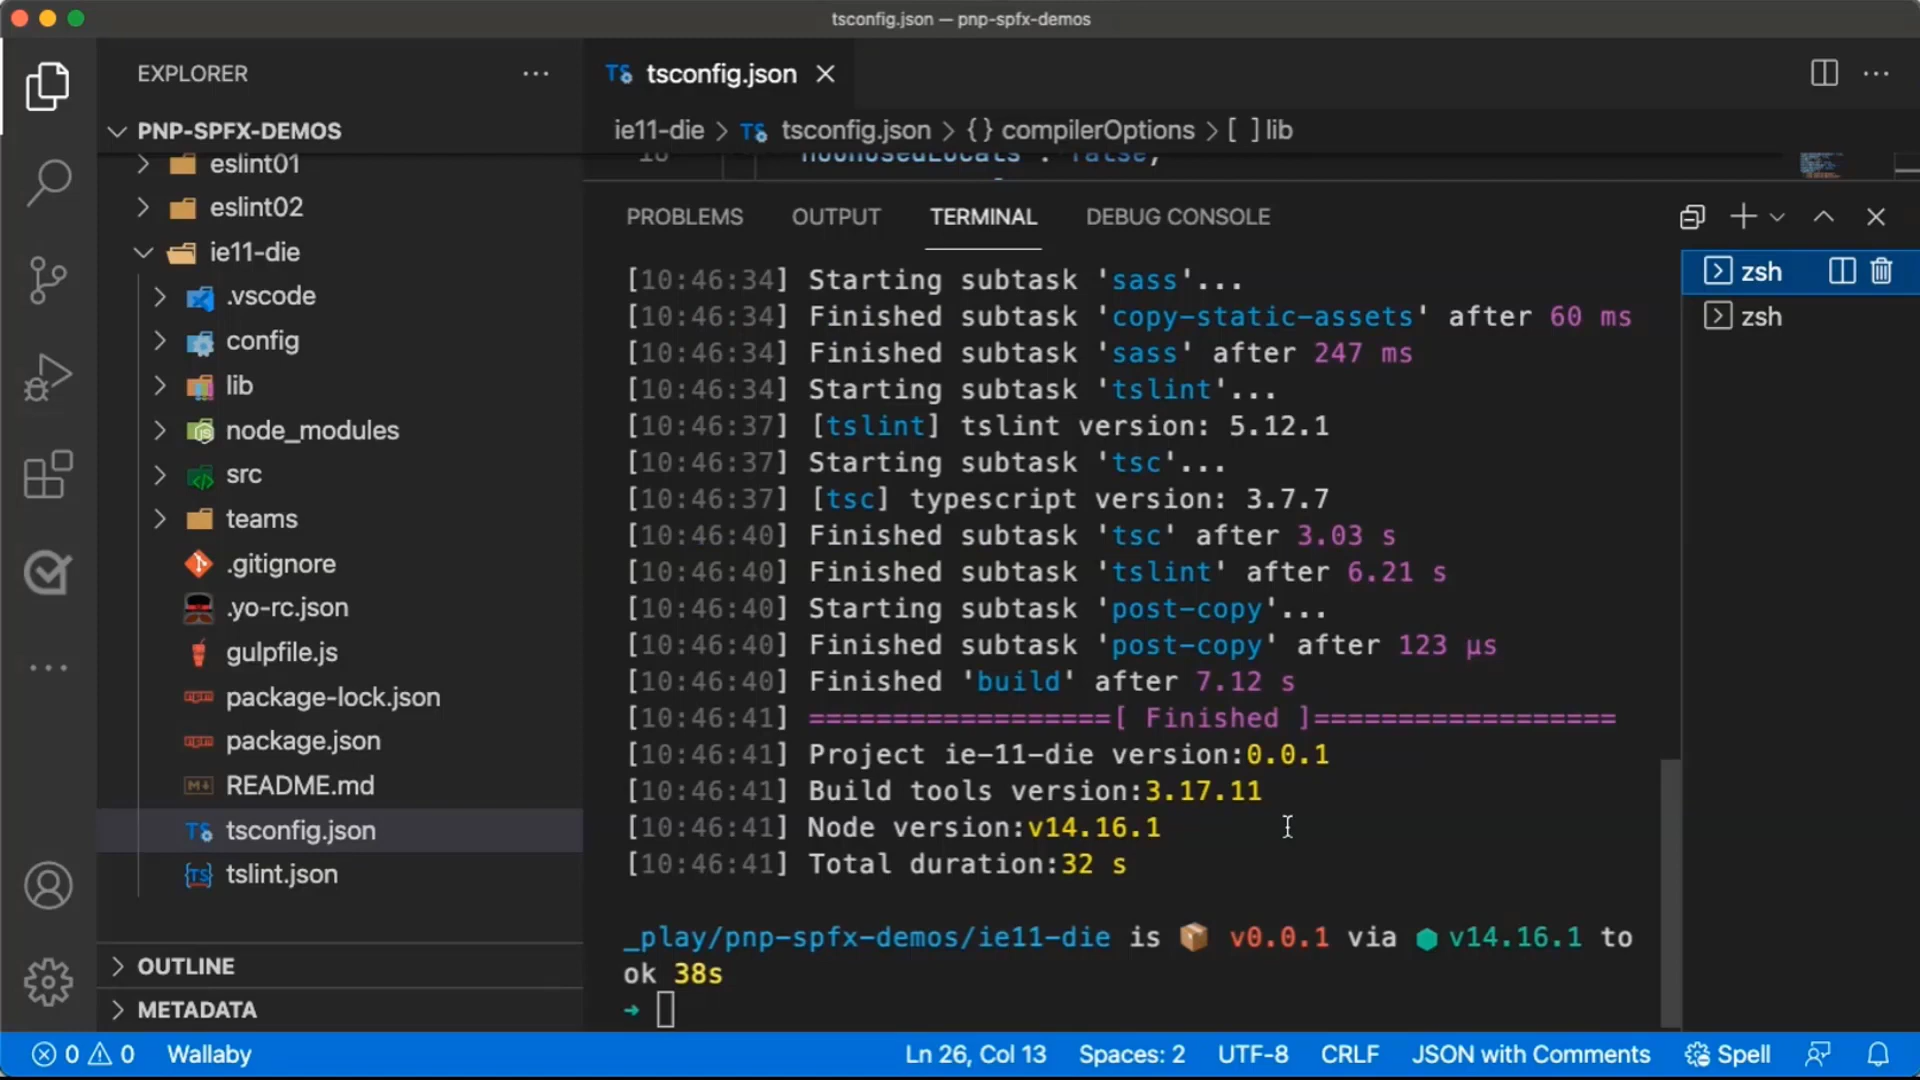 tsconfig.json — pnp-spfx-demos
EXPLORER
PNP-SPFX-DEMOS
eslint01
eslint02
ie11-die
.vscode
config
lib
node_modules
src
teams
.gitignore
.yo-rc.json
gulpfile.js
package-lock.json
package.json
README.md
tsconfig.json
tslint.json
OUTLINE
METADATA
TS tsconfig.json
ie11-die > TS tsconfig.json > {} compilerOptions > [ ] lib
"noUnusedLocals": false,
PROBLEMS OUTPUT TERMINAL DEBUG CONSOLE
zsh
zsh
[10:46:34] Starting subtask 'sass'...
[10:46:34] Finished subtask 'copy-static-assets' after 60 ms
[10:46:34] Finished subtask 'sass' after 247 ms
[10:46:34] Starting subtask 'tslint'...
[10:46:37] [tslint] tslint version: 5.12.1
[10:46:37] Starting subtask 'tsc'...
[10:46:37] [tsc] typescript version: 3.7.7
[10:46:40] Finished subtask 'tsc' after 3.03 s
[10:46:40] Finished subtask 'tslint' after 6.21 s
[10:46:40] Starting subtask 'post-copy'...
[10:46:40] Finished subtask 'post-copy' after 123 μs
[10:46:40] Finished 'build' after 7.12 s
[10:46:41] ==================[ Finished ]==================
[10:46:41] Project ie-11-die version:0.0.1
[10:46:41] Build tools version:3.17.11
[10:46:41] Node version:v14.16.1
[10:46:41] Total duration:32 s
_play/pnp-spfx-demos/ie11-die is 📦 v0.0.1 via ⬢ v14.16.1 to
ok 38s
➜
0 0 Wallaby Ln 26, Col 13 Spaces: 2 UTF-8 CRLF JSON with Comments Spell